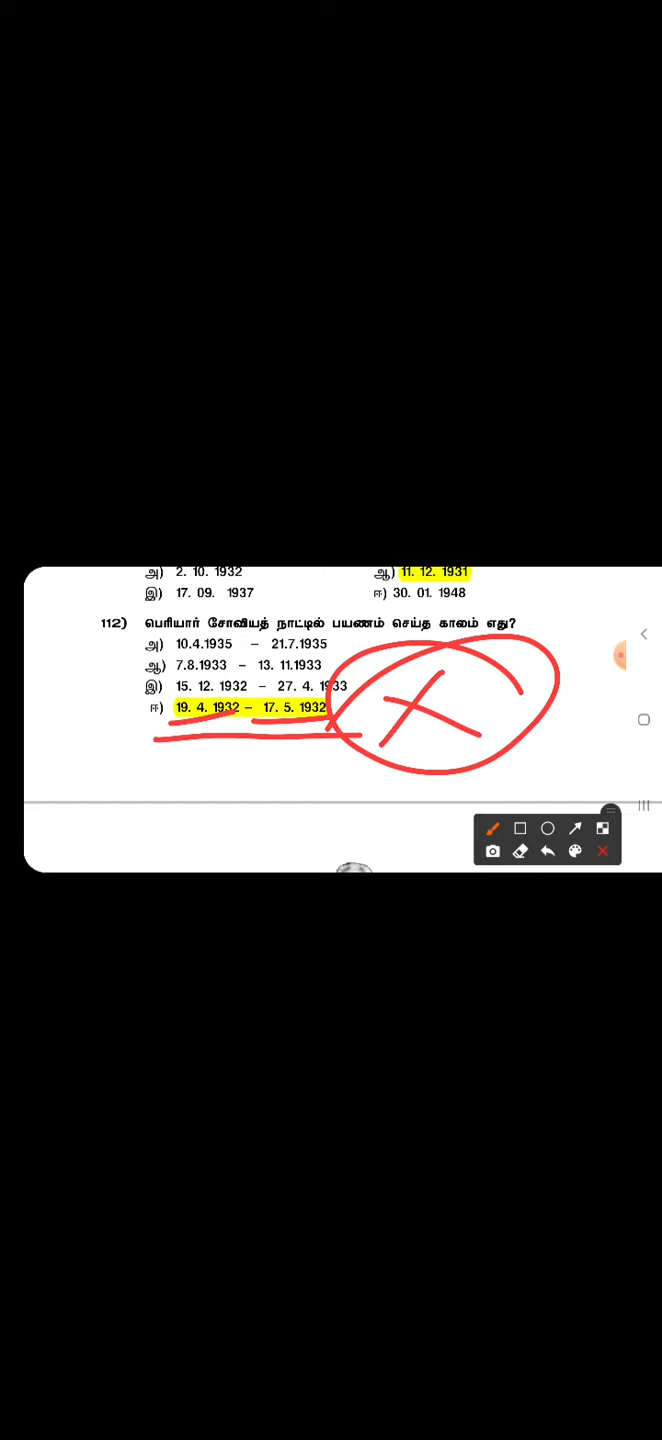 அ) 2. 10. 1932 ஆ) 11. 12. 1931
இ) 17. 09. 1937 ஈ) 30. 01. 1948
112) பெரியார் சோவியத் நாட்டில் பயணம் செய்த காலம் எது?
அ) 10.4.1935 – 21.7.1935
ஆ) 7.8.1933 – 13. 11.1933
இ) 15. 12. 1932 – 27. 4. 1933
ஈ) 19. 4. 1932 – 17. 5. 1932